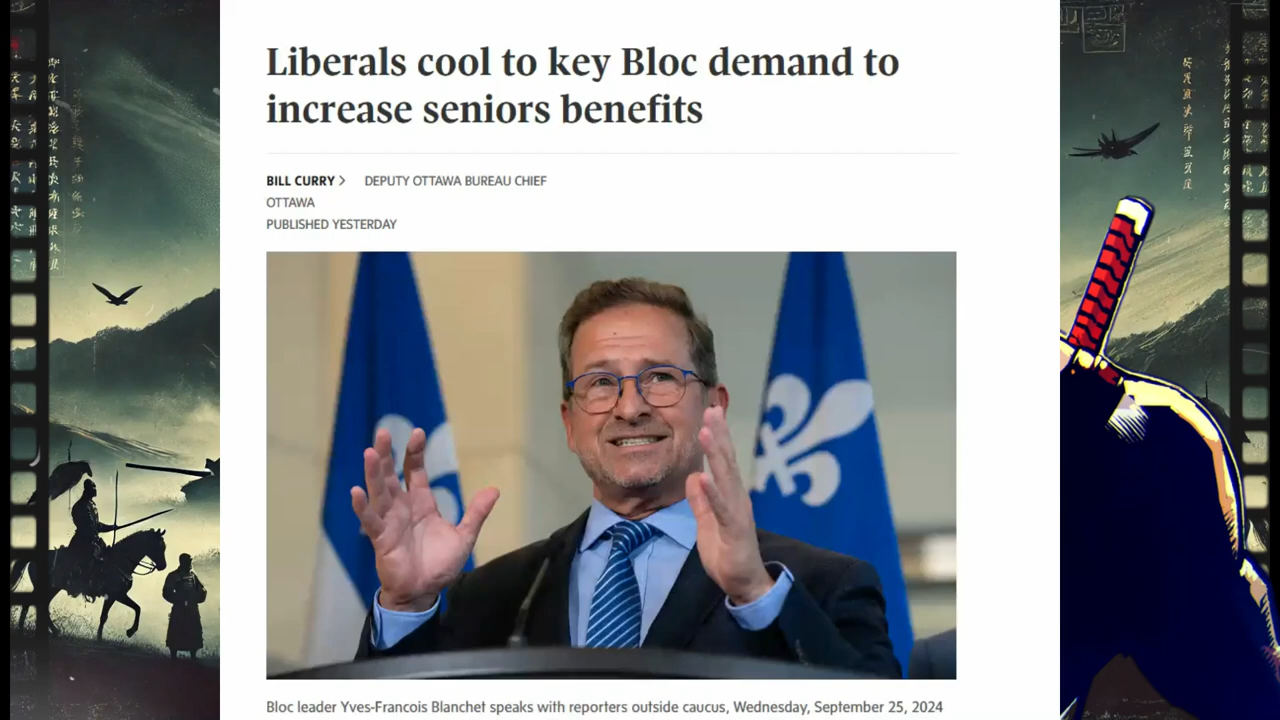 Liberals cool to key Bloc demand to
increase seniors benefits
BILL CURRY > DEPUTY OTTAWA BUREAU CHIEF
OTTAWA
PUBLISHED YESTERDAY
Bloc leader Yves-Francois Blanchet speaks with reporters outside caucus, Wednesday, September 25, 2024